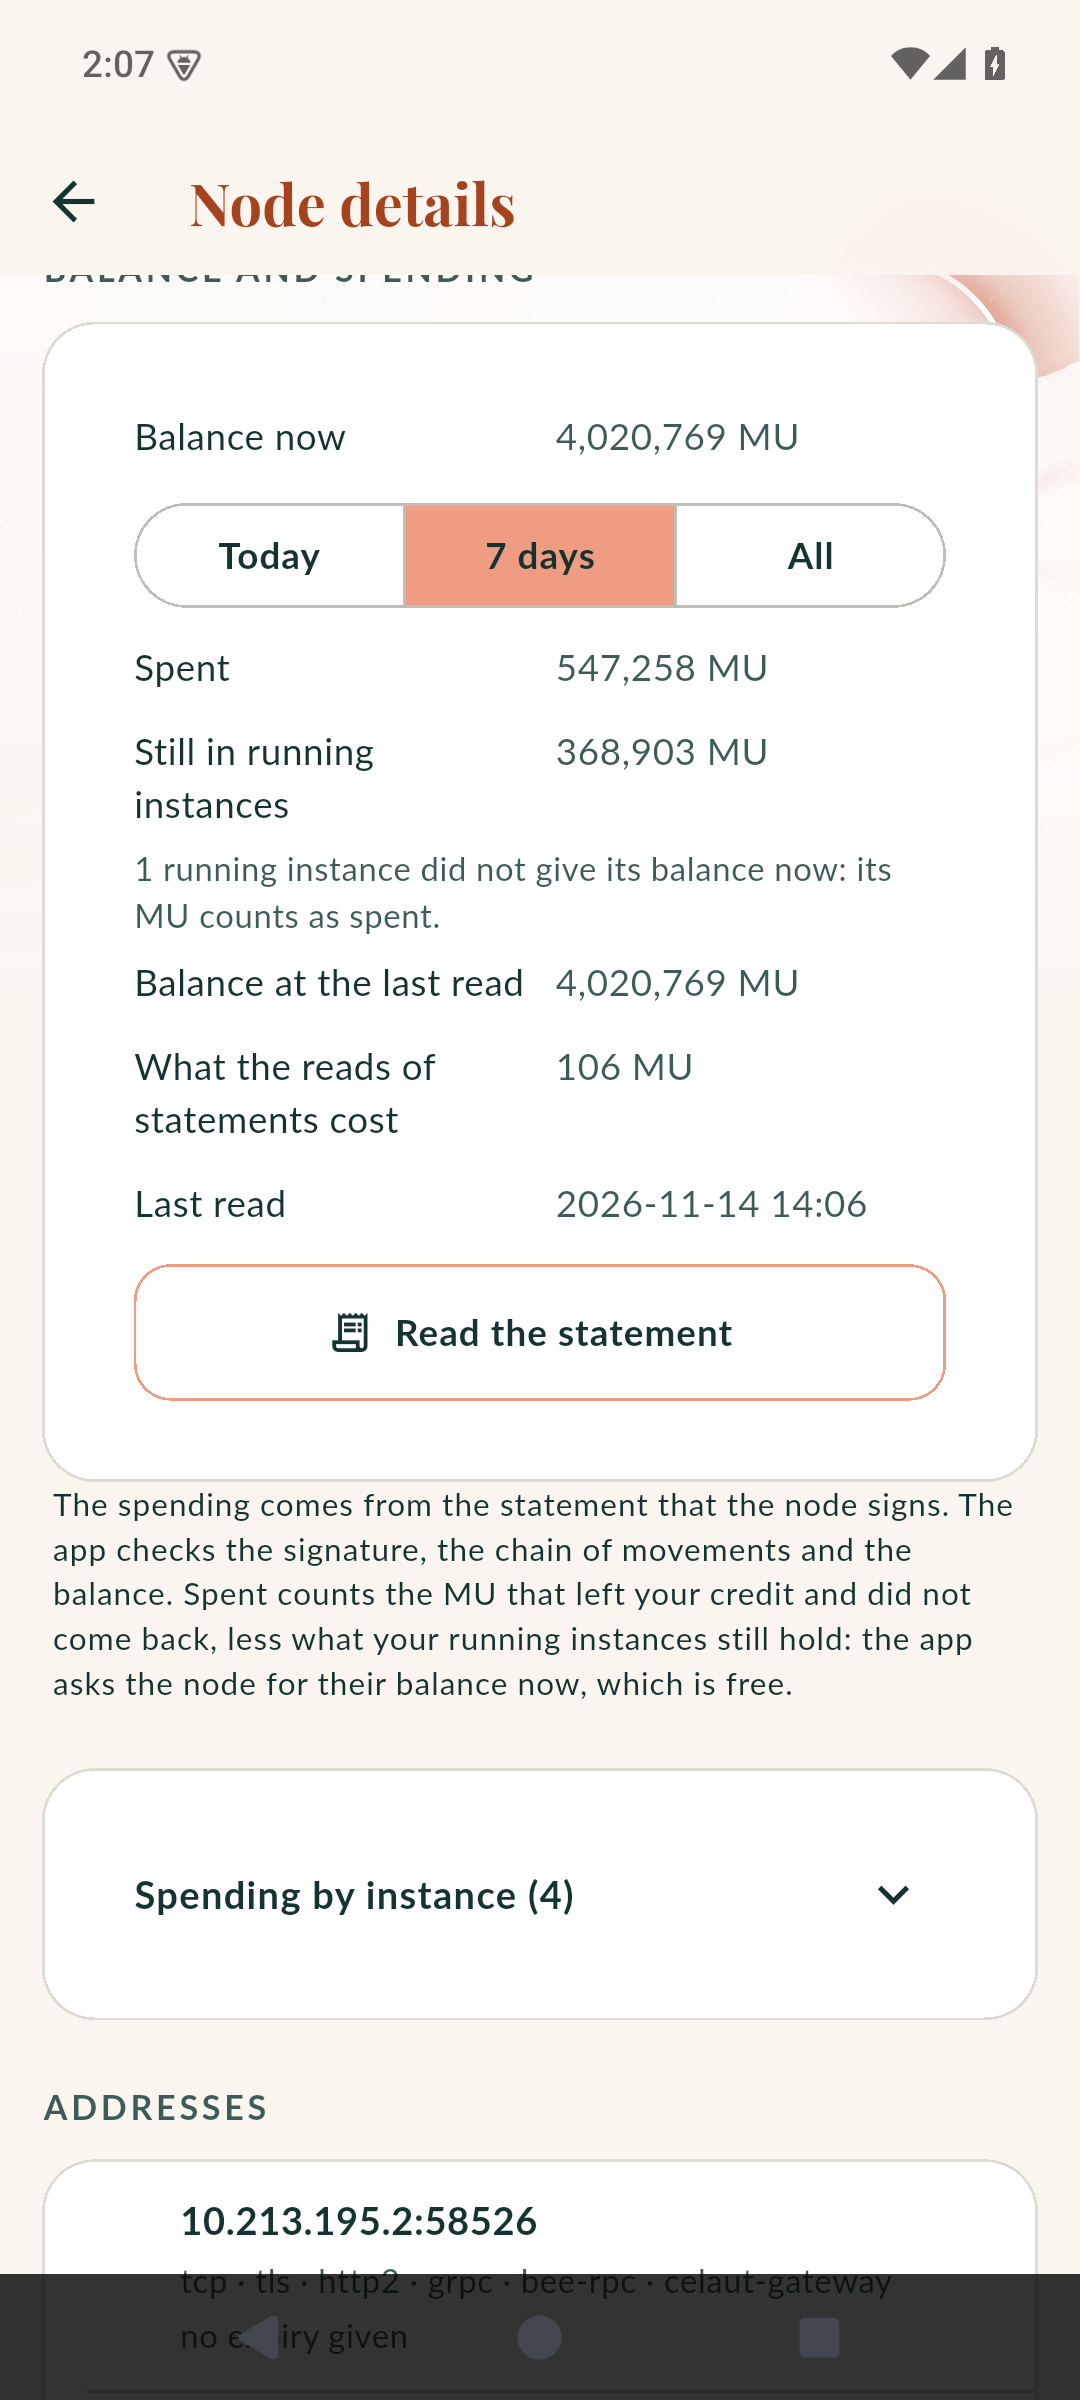 2:07
Node details
BALANCE AND SPENDING
Balance now 4,020,769 MU
Today 7 days All
Spent 547,258 MU
Still in running 368,903 MU
instances
1 running instance did not give its balance now: its
MU counts as spent.
Balance at the last read 4,020,769 MU
What the reads of 106 MU
statements cost
Last read 2026-11-14 14:06
Read the statement
The spending comes from the statement that the node signs. The
app checks the signature, the chain of movements and the
balance. Spent counts the MU that left your credit and did not
come back, less what your running instances still hold: the app
asks the node for their balance now, which is free.
Spending by instance (4)
ADDRESSES
10.213.195.2:58526
tcp · tls · http2 · grpc · bee-rpc · celaut-gateway
no expiry given